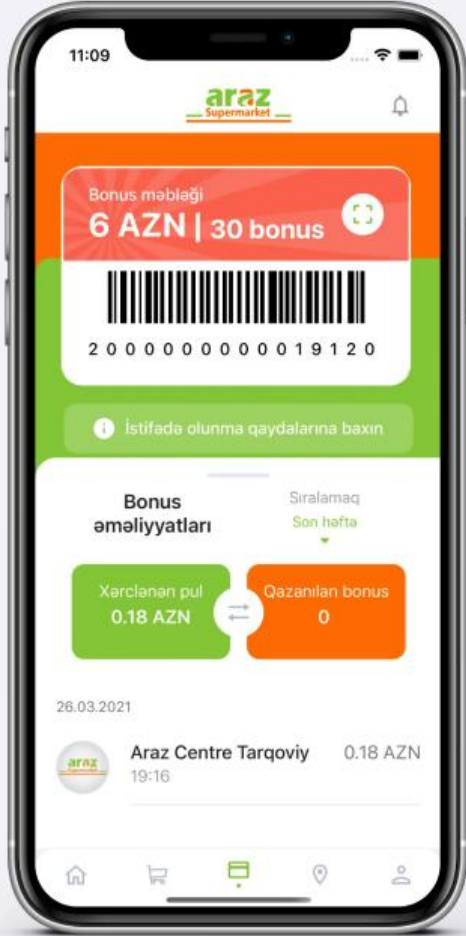 11:09
araz
Supermarket
Bonus məbləği
6 AZN | 30 bonus
2000000000019120
İstifadə olunma qaydalarına baxın
Bonus
əməliyyatları
Sıralamaq
Son həftə
Xərclənən pul
0.18 AZN
Qazanılan bonus
0
26.03.2021
araz
Supermarket
Araz Centre Tarqoviy
0.18 AZN
19:16